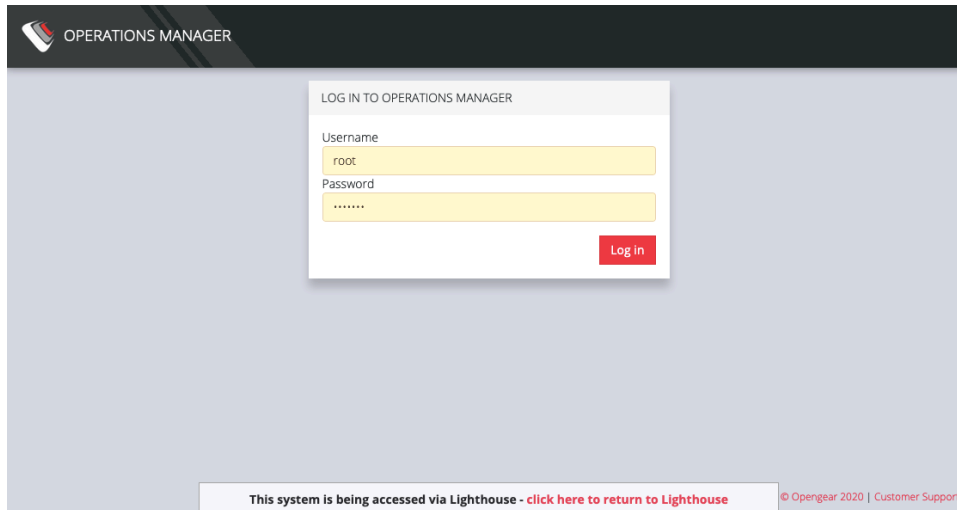 OPERATIONS MANAGER
LOG IN TO OPERATIONS MANAGER
Username
root
Password
•••••••
Log in
This system is being accessed via Lighthouse - click here to return to Lighthouse
© Opengear 2020 | Customer Suppor